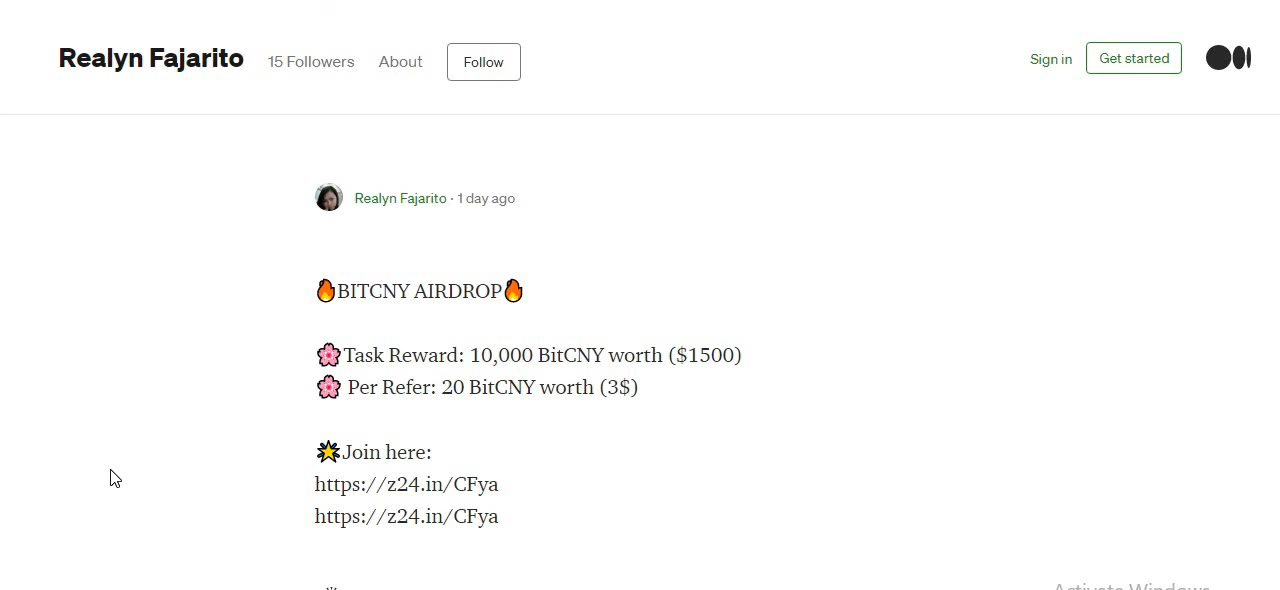 Realyn Fajarito 15 Followers About Follow Sign in Get started
Realyn Fajarito · 1 day ago
🔥BITCNY AIRDROP🔥
🌸Task Reward: 10,000 BitCNY worth ($1500)
🌸 Per Refer: 20 BitCNY worth (3$)
🌟Join here:
https://z24.in/CFya
https://z24.in/CFya
Activate Windows